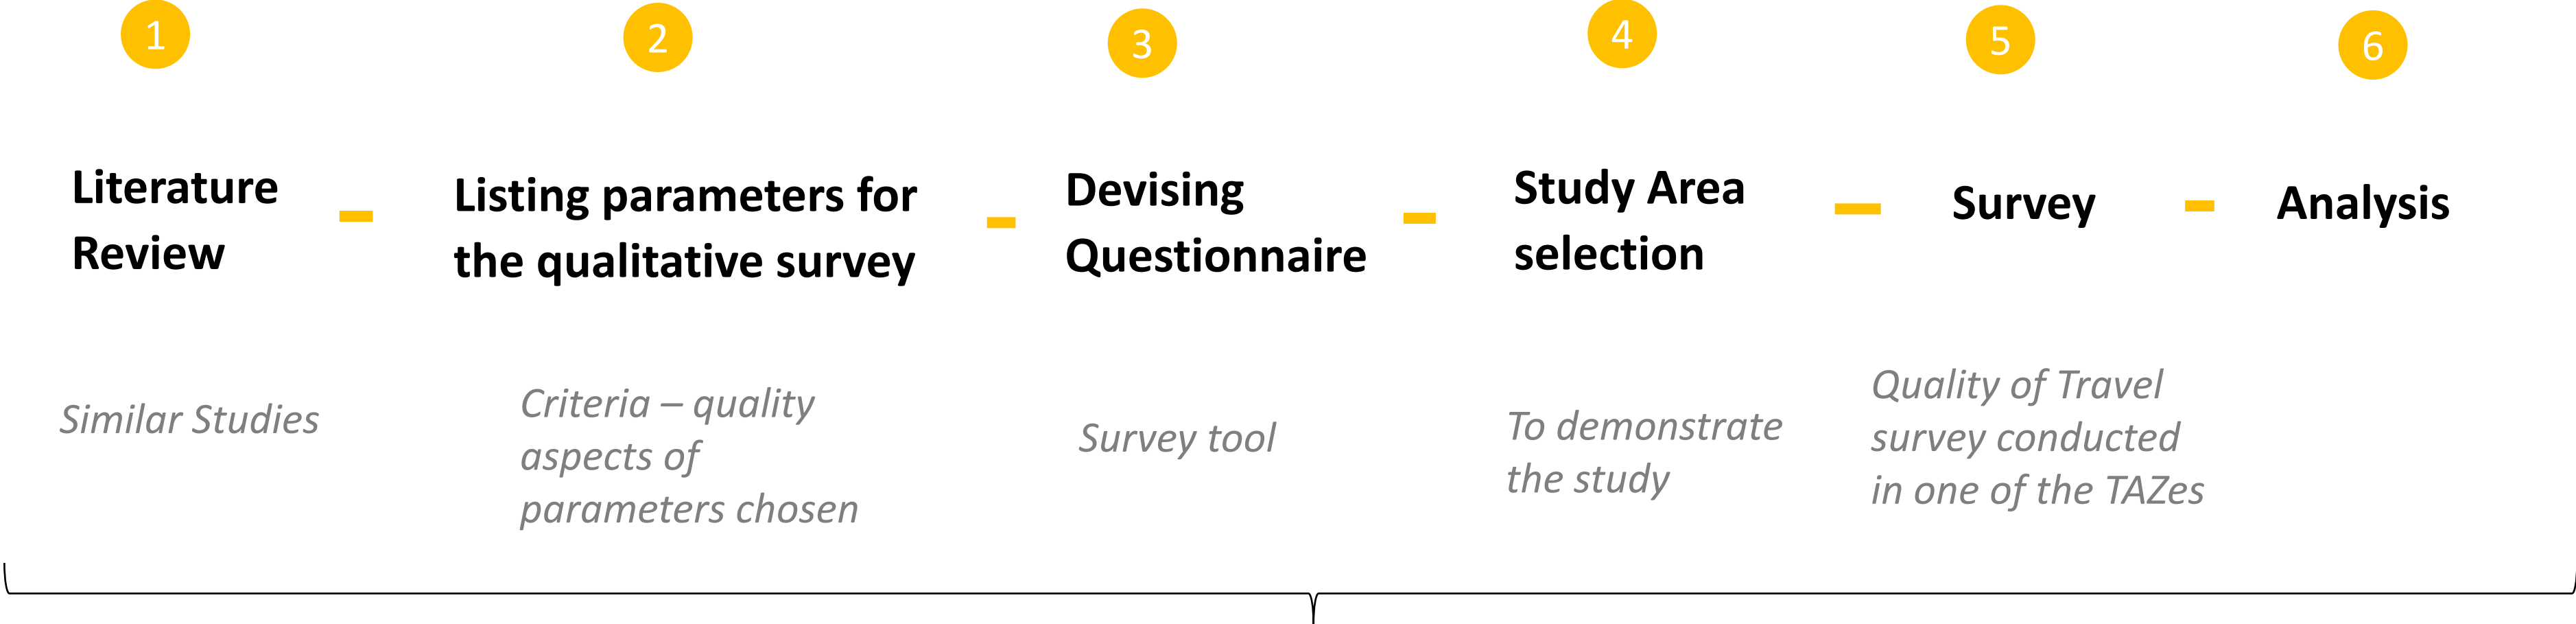 1
2
3
4
5
6
Literature
Review
Listing parameters for
the qualitative survey
Devising
Questionnaire
Study Area
selection
Survey
Analysis
Similar Studies
Criteria – quality
aspects of
parameters chosen
Survey tool
To demonstrate
the study
Quality of Travel
survey conducted
in one of the TAZes